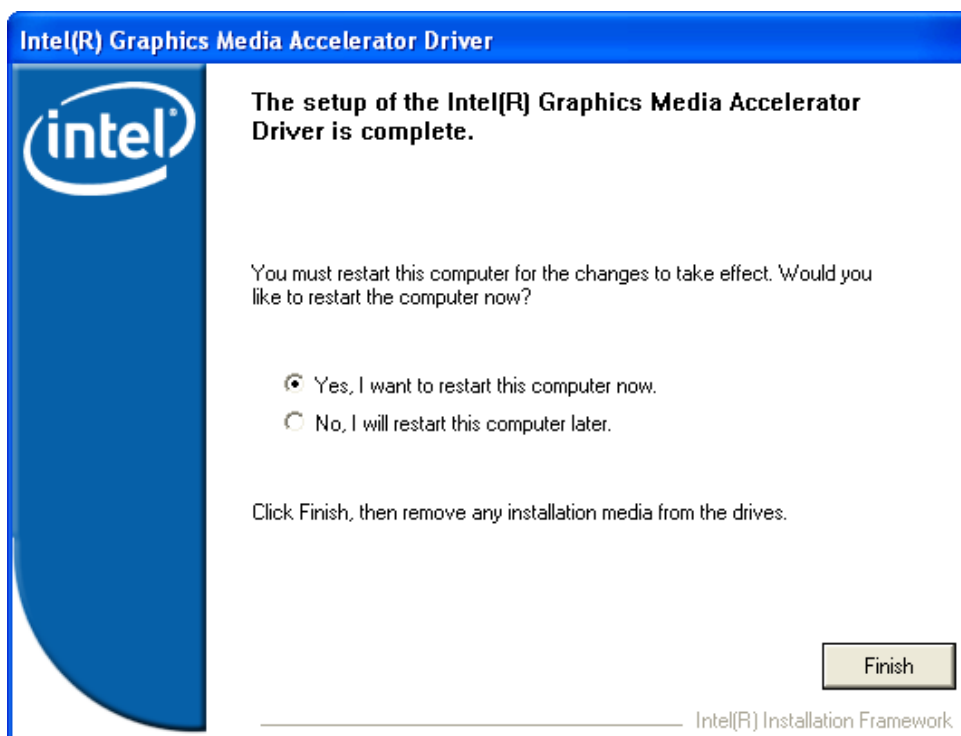 Intel(R) Graphics Media Accelerator Driver
intel®
The setup of the Intel(R) Graphics Media Accelerator
Driver is complete.
You must restart this computer for the changes to take effect. Would you
like to restart the computer now?
Yes, I want to restart this computer now.
No, I will restart this computer later.
Click Finish, then remove any installation media from the drives.
Finish
Intel(R) Installation Framework